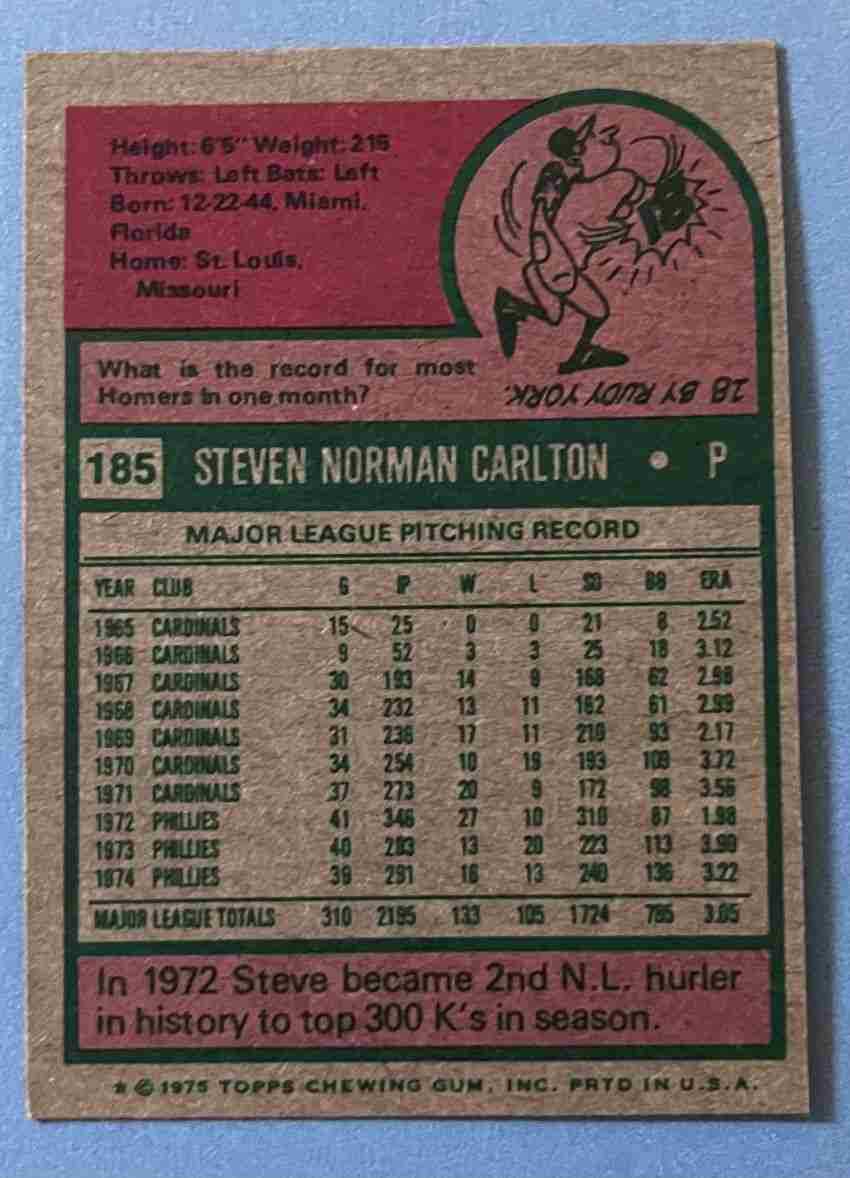 Height: 6'5" Weight: 215
Throws: Left Bats: Left
Born: 12-22-44, Miami,
Florida
Home: St. Louis,
Missouri
18
What is the record for most
Homers in one month?
18 BY RUDY YORK.
185 STEVEN NORMAN CARLTON • P
MAJOR LEAGUE PITCHING RECORD
YEAR CLUB G IP W L SO BB ERA
1965 CARDINALS 15 25 0 0 21 8 2.52
1966 CARDINALS 9 52 3 3 25 18 3.12
1967 CARDINALS 30 193 14 9 168 62 2.98
1968 CARDINALS 34 232 13 11 162 61 2.99
1969 CARDINALS 31 236 17 11 210 93 2.17
1970 CARDINALS 34 254 10 19 193 109 3.72
1971 CARDINALS 37 273 20 9 172 98 3.56
1972 PHILLIES 41 346 27 10 310 87 1.98
1973 PHILLIES 40 293 13 20 223 113 3.90
1974 PHILLIES 39 291 16 13 240 136 3.22
MAJOR LEAGUE TOTALS 310 2195 133 105 1724 785 3.05
In 1972 Steve became 2nd N.L. hurler
in history to top 300 K's in season.
* © 1975 TOPPS CHEWING GUM, INC. PRTD IN U.S.A.